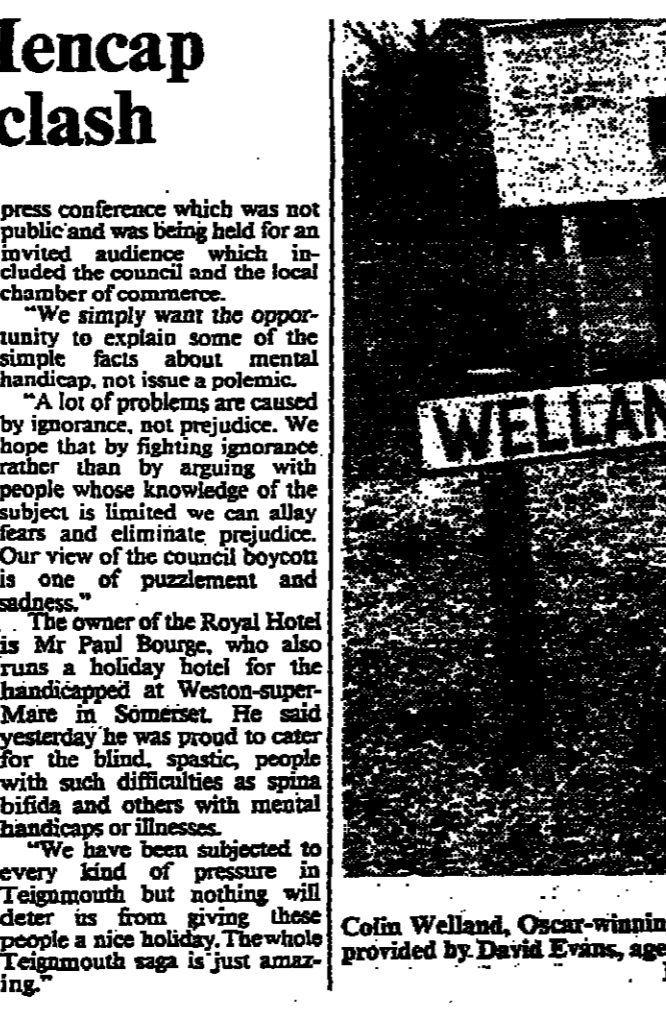 lencap
clash
press conference which was not
public and was being held for an
invited audience which in-
cluded the council and the local
chamber of commerce.
"We simply want the oppor-
tunity to explain some of the
simple facts about mental
handicap, not issue a polemic.
"A lot of problems are caused
by ignorance, not prejudice. We
hope that by fighting ignorance
rather than by arguing with
people whose knowledge of the
subject is limited we can allay
fears and eliminate prejudice.
Our view of the council boycott
is one of puzzlement and
sadness."
The owner of the Royal Hotel
is Mr Paul Bourge, who also
runs a holiday hotel for the
handicapped at Weston-super-
Mare in Somerset. He said
yesterday he was proud to cater
for the blind, spastic, people
with such difficulties as spina
bifida and others with mental
handicaps or illnesses.
"We have been subjected to
every kind of pressure in
Teignmouth but nothing will
deter us from giving these
people a nice holiday. The whole
Teignmouth saga is just amaz-
ing."
WELLAN
Colin Welland, Oscar-winnin
provided by David Evans, age